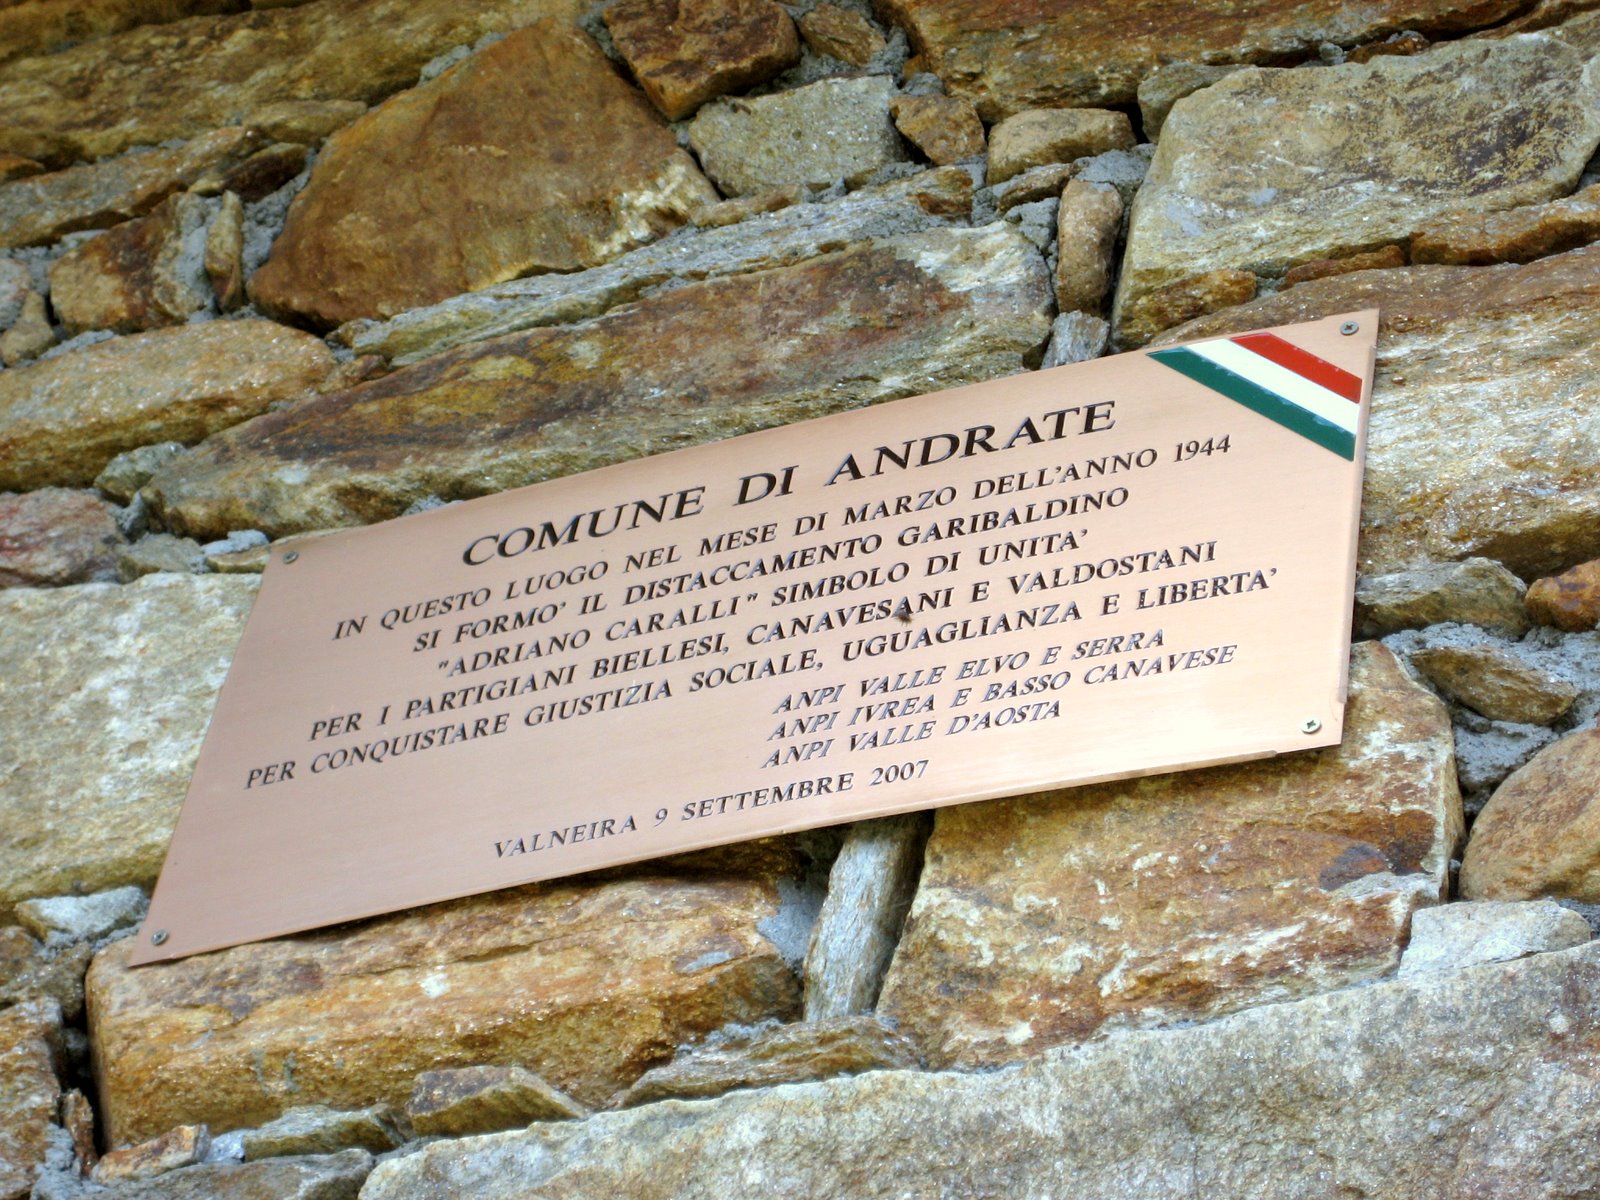 COMUNE DI ANDRATE
IN QUESTO LUOGO NEL MESE DI MARZO DELL'ANNO 1944
SI FORMO' IL DISTACCAMENTO GARIBALDINO
"ADRIANO CARALLI" SIMBOLO DI UNITA'
PER I PARTIGIANI BIELLESI, CANAVESANI E VALDOSTANI
PER CONQUISTARE GIUSTIZIA SOCIALE, UGUAGLIANZA E LIBERTA'
ANPI VALLE ELVO E SERRA
ANPI IVREA E BASSO CANAVESE
ANPI VALLE D'AOSTA
VALNEIRA 9 SETTEMBRE 2007